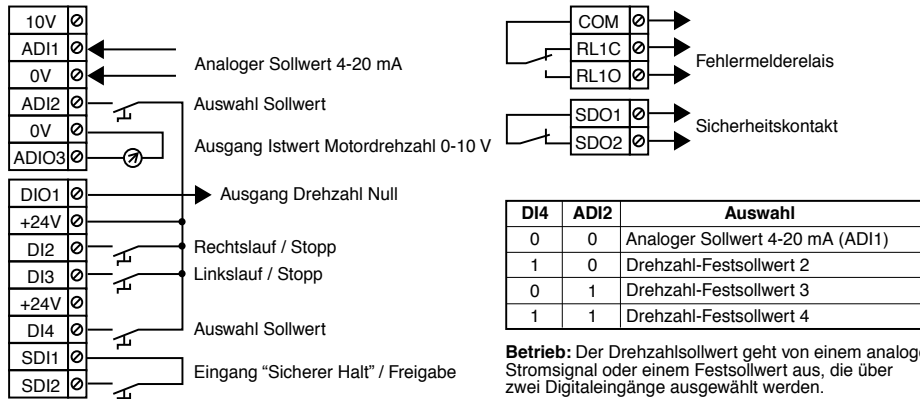 10V
ADI1
0V
Analoger Sollwert 4-20 mA
ADI2
Auswahl Sollwert
0V
ADIO3
Ausgang Istwert Motordrehzahl 0-10 V
DIO1
Ausgang Drehzahl Null
+24V
DI2
Rechtslauf / Stopp
DI3
Linkslauf / Stopp
+24V
DI4
Auswahl Sollwert
SDI1
SDI2
Eingang “Sicherer Halt” / Freigabe
COM
RL1C
RL1O
Fehlermelderelais
SDO1
SDO2
Sicherheitskontakt
DI4 ADI2 Auswahl
0 0 Analoger Sollwert 4-20 mA (ADI1)
1 0 Drehzahl-Festsollwert 2
0 1 Drehzahl-Festsollwert 3
1 1 Drehzahl-Festsollwert 4
Betrieb: Der Drehzahlsollwert geht von einem analoge
Stromsignal oder einem Festsollwert aus, die über
zwei Digitaleingänge ausgewählt werden.